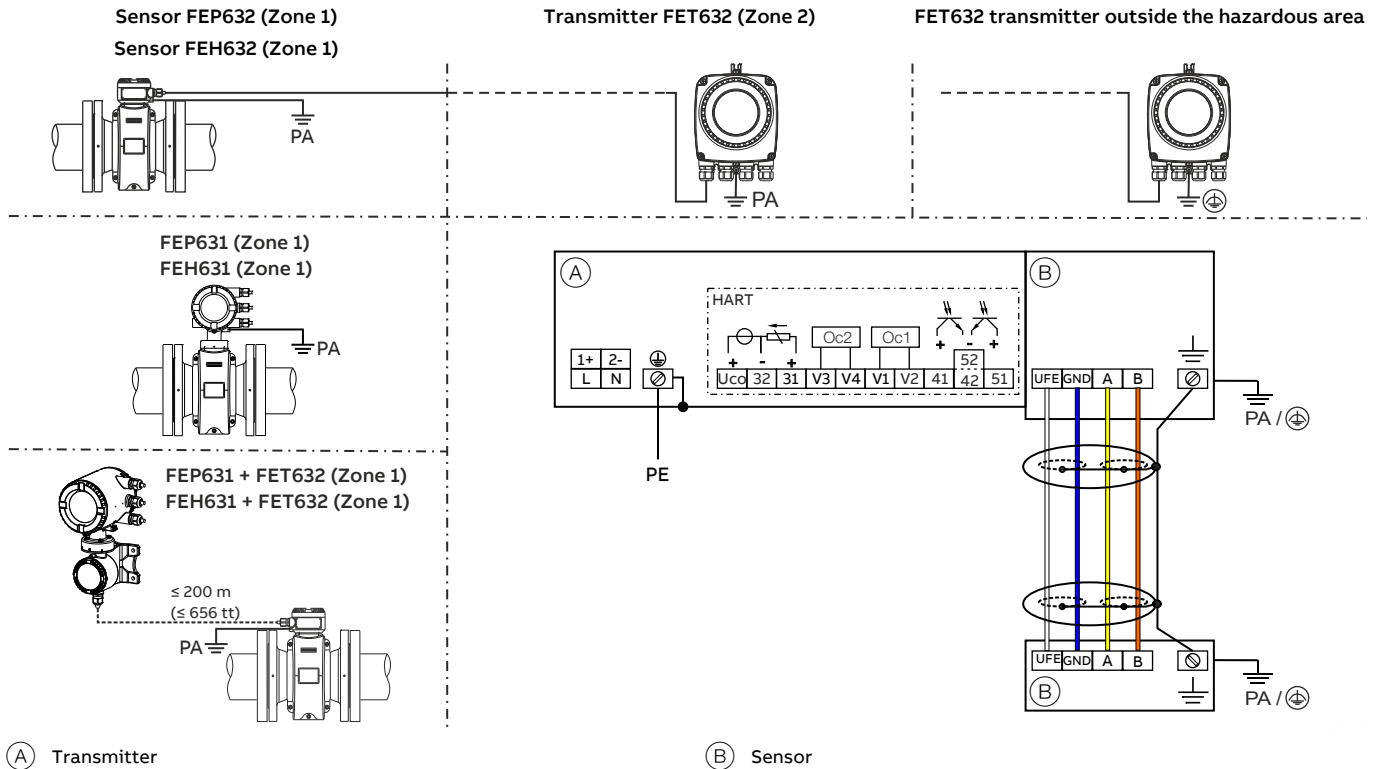 Sensor FEP632 (Zone 1)
Sensor FEH632 (Zone 1)
Transmitter FET632 (Zone 2)
FET632 transmitter outside the hazardous area
PA
PA
FEP631 (Zone 1)
FEH631 (Zone 1)
PA
FEP631 + FET632 (Zone 1)
FEH631 + FET632 (Zone 1)
≤ 200 m
(≤ 656 tt)
PA
A
HART
Oc2 Oc1
+ - + + - +
1+ 2-
L N
52
Uco 32 31 V3 V4 V1 V2 41 42 51
PE
B
UFE GND A B
PA /
UFE GND A B
B
PA /
A Transmitter
B Sensor